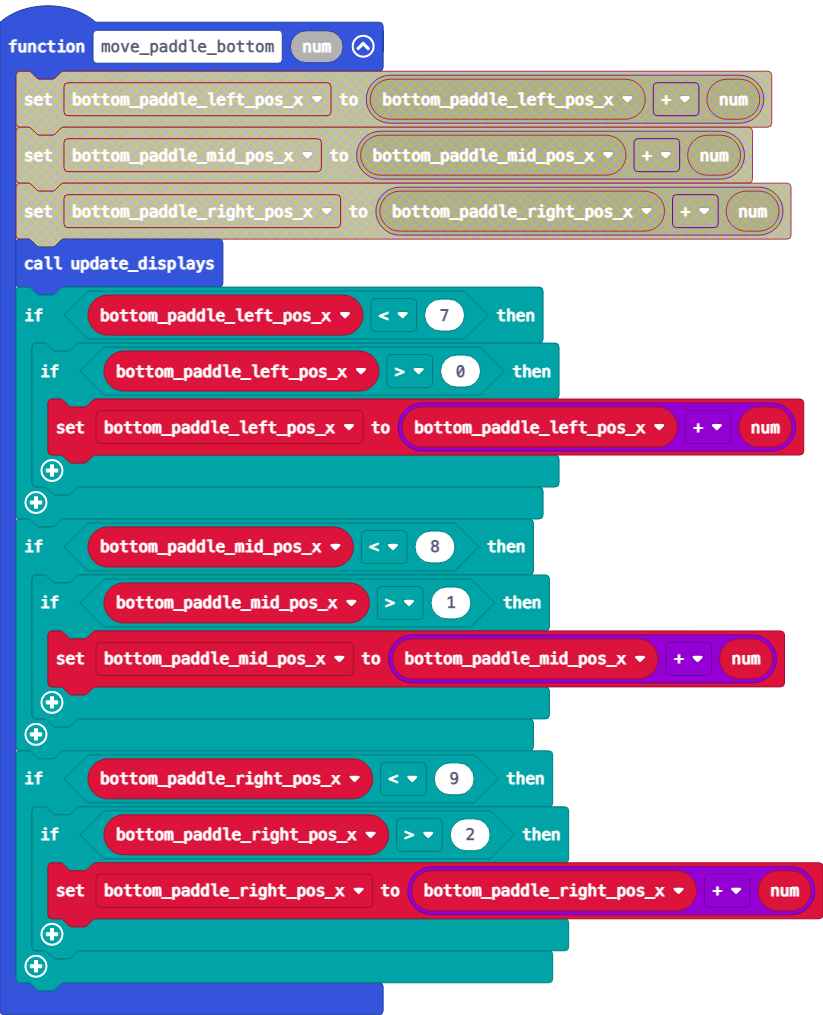 function move_paddle_bottom num
set bottom_paddle_left_pos_x to bottom_paddle_left_pos_x + num
set bottom_paddle_mid_pos_x to bottom_paddle_mid_pos_x + num
set bottom_paddle_right_pos_x to bottom_paddle_right_pos_x + num
call update_displays
if bottom_paddle_left_pos_x < 7 then
if bottom_paddle_left_pos_x > 0 then
set bottom_paddle_left_pos_x to bottom_paddle_left_pos_x + num
if bottom_paddle_mid_pos_x < 8 then
if bottom_paddle_mid_pos_x > 1 then
set bottom_paddle_mid_pos_x to bottom_paddle_mid_pos_x + num
if bottom_paddle_right_pos_x < 9 then
if bottom_paddle_right_pos_x > 2 then
set bottom_paddle_right_pos_x to bottom_paddle_right_pos_x + num